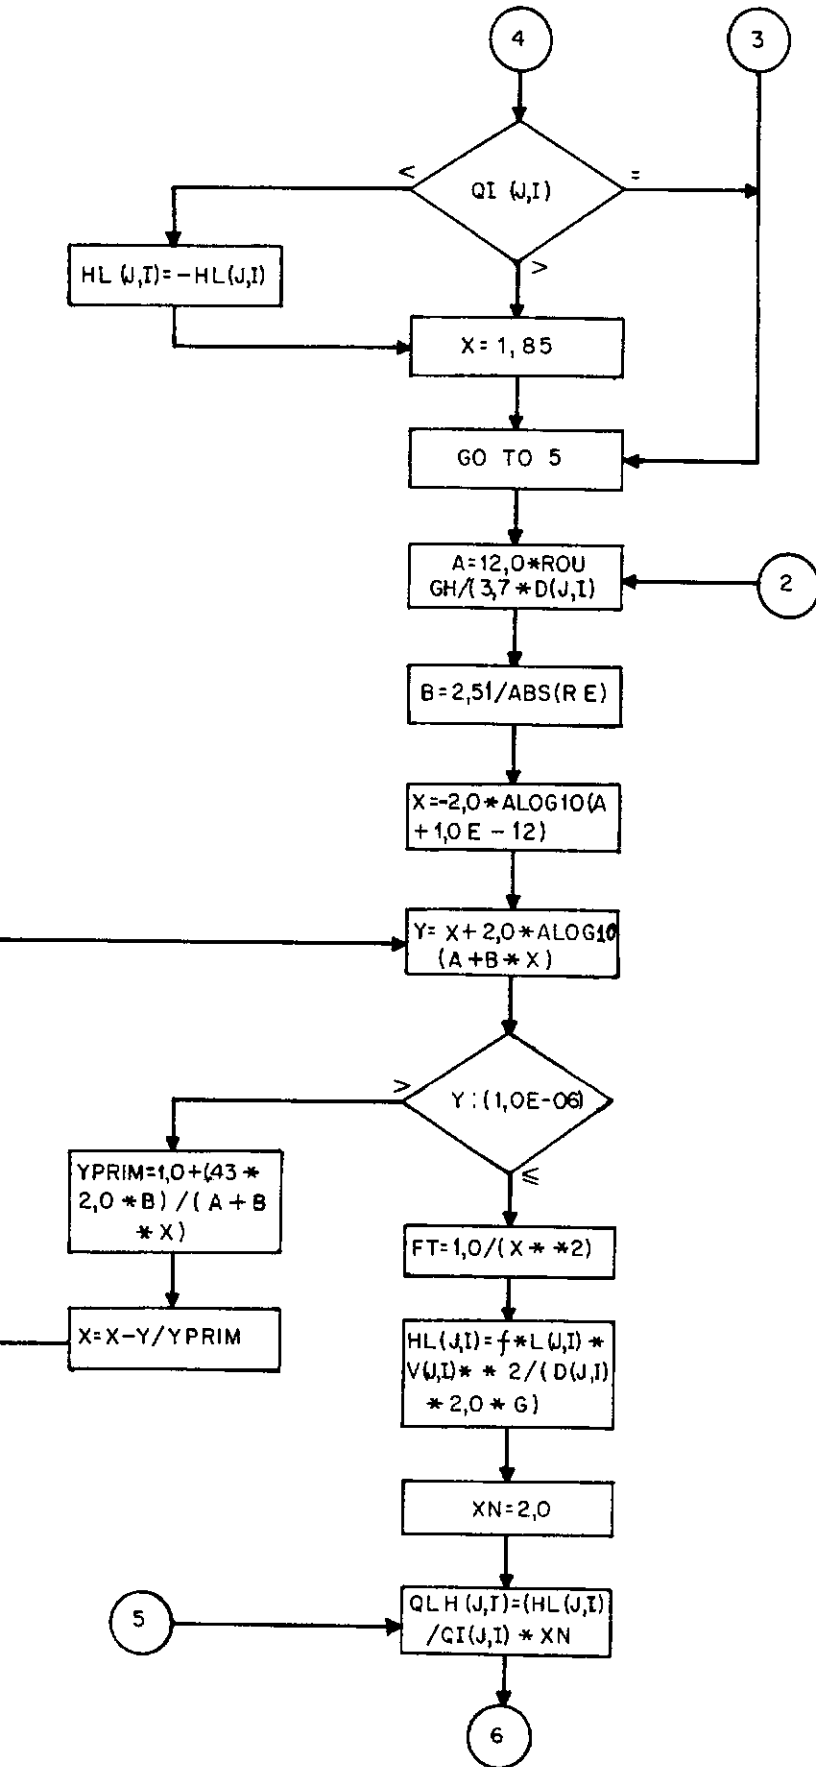 4
3
<
QI (J,I)
=
>
HL (J,I)=-HL(J,I)
X= 1,85
GO TO 5
A=12,0*ROU
GH/(3,7*D(J,I)
2
B=2,51/ABS(R E)
X=-2,0*ALOG10(A
+1,0 E - 12)
Y= X+2,0*ALOG10
(A+B*X)
>
Y:(1,0E-06)
≤
YPRIM=1,0+(,43*
2,0*B)/(A+B
*X)
FT=1,0/(X**2)
X=X-Y/YPRIM
HL(J,I)=f*L(J,I)*
V(J,I)* * 2/(D(J,I)
*2,0*G)
XN=2,0
5
QLH(J,I)=(HL(J,I)
/QI(J,I)*XN
6